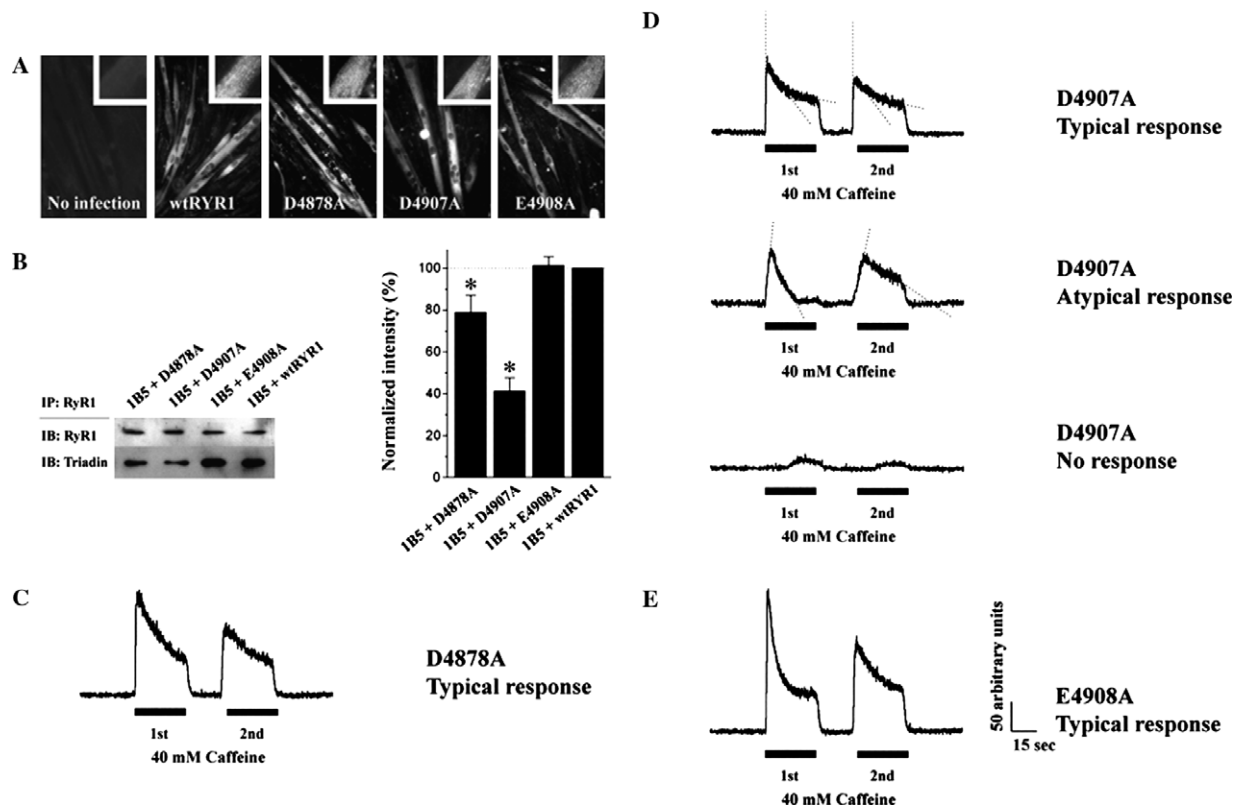 A
No infection
wtRYR1
D4878A
D4907A
E4908A
B
1B5 + D4878A
1B5 + D4907A
1B5 + E4908A
1B5 + wtRYR1
IP: RyR1
IB: RyR1
IB: Triadin
Normalized intensity (%)
100
80
60
40
20
0
*
*
1B5 + D4878A
1B5 + D4907A
1B5 + E4908A
1B5 + wtRYR1
C
1st
2nd
40 mM Caffeine
D4878A
Typical response
D
1st
2nd
40 mM Caffeine
D4907A
Typical response
1st
2nd
40 mM Caffeine
D4907A
Atypical response
1st
2nd
40 mM Caffeine
D4907A
No response
E
1st
2nd
40 mM Caffeine
50 arbitrary units
15 sec
E4908A
Typical response